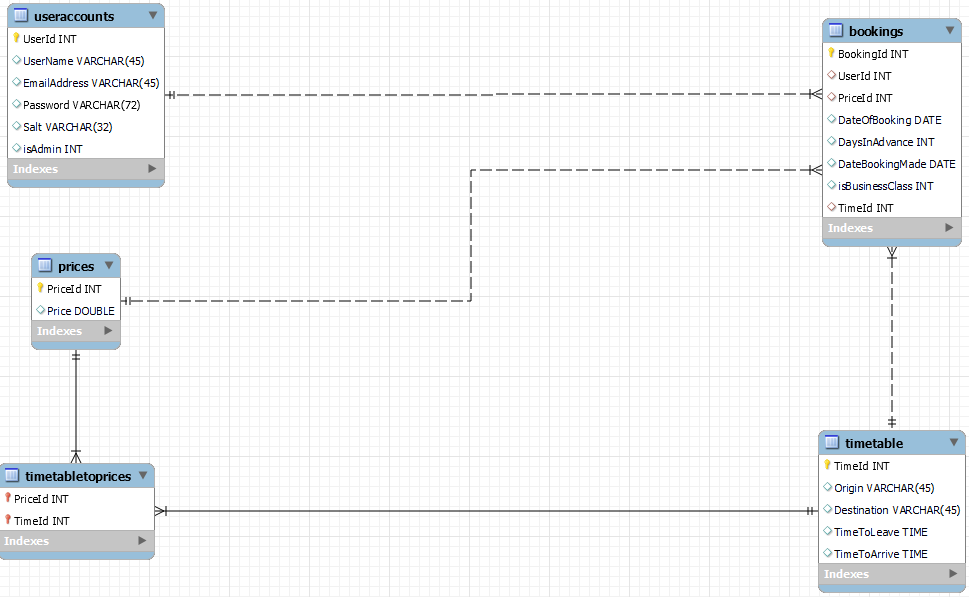 useraccounts
UserId INT
UserName VARCHAR(45)
EmailAddress VARCHAR(45)
Password VARCHAR(72)
Salt VARCHAR(32)
isAdmin INT
Indexes
bookings
BookingId INT
UserId INT
PriceId INT
DateOfBooking DATE
DaysInAdvance INT
DateBookingMade DATE
isBusinessClass INT
TimeId INT
Indexes
prices
PriceId INT
Price DOUBLE
Indexes
timetabletoprices
PriceId INT
TimeId INT
Indexes
timetable
TimeId INT
Origin VARCHAR(45)
Destination VARCHAR(45)
TimeToLeave TIME
TimeToArrive TIME
Indexes